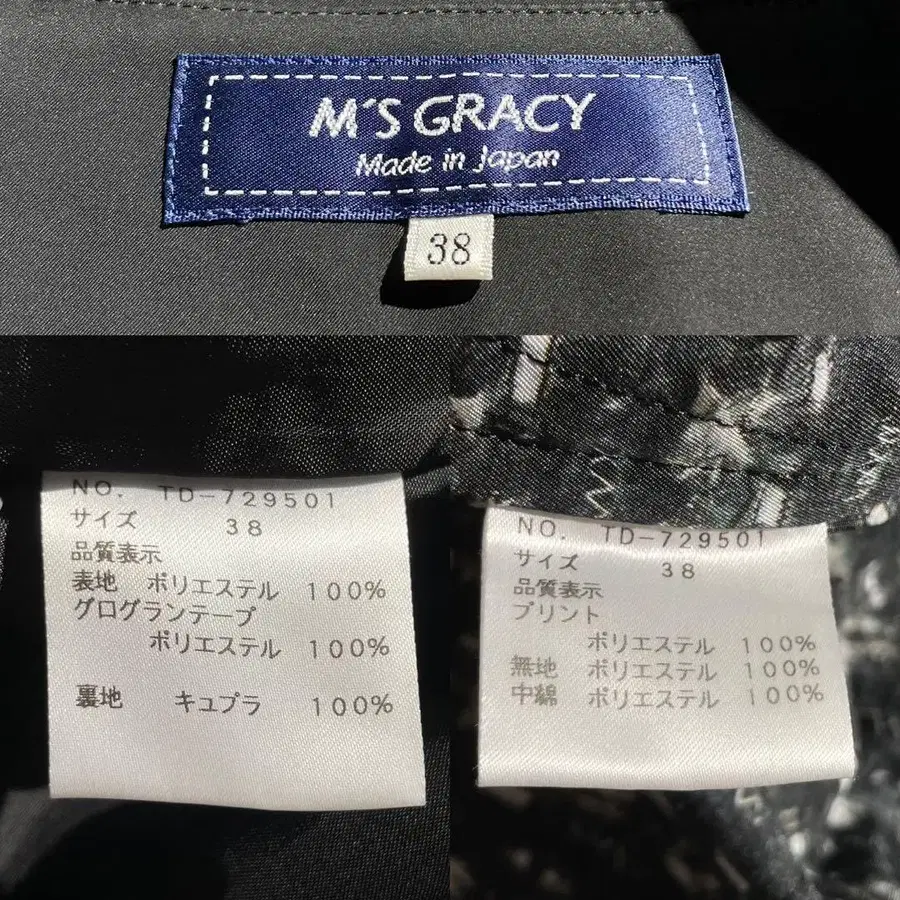 M'S GRACY
Made in Japan
38
NO. TD-729501
サイズ 38
品質表示
表地 ポリエステル 100%
グログランテープ
ポリエステル 100%
裏地 キュプラ 100%
NO. TD-729501
サイズ 38
品質表示
プリント
ポリエステル 100%
無地 ポリエステル 100%
中綿 ポリエステル 100%